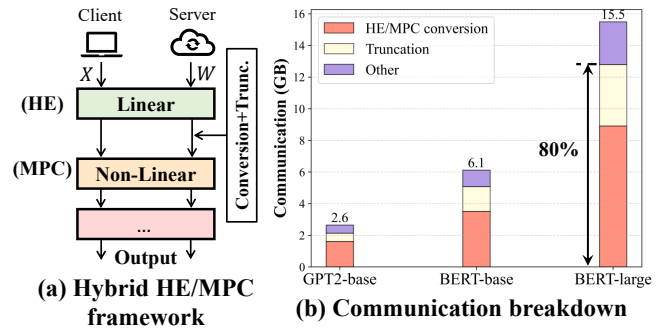 Client
Server
X
W
(HE)
Linear
Conversion+Trunc.
(MPC)
Non-Linear
...
Output
(a) Hybrid HE/MPC
framework
Communication (GB)
16
14
12
10
8
6
4
2
0
HE/MPC conversion
Truncation
Other
2.6
6.1
15.5
80%
GPT2-base
BERT-base
BERT-large
(b) Communication breakdown